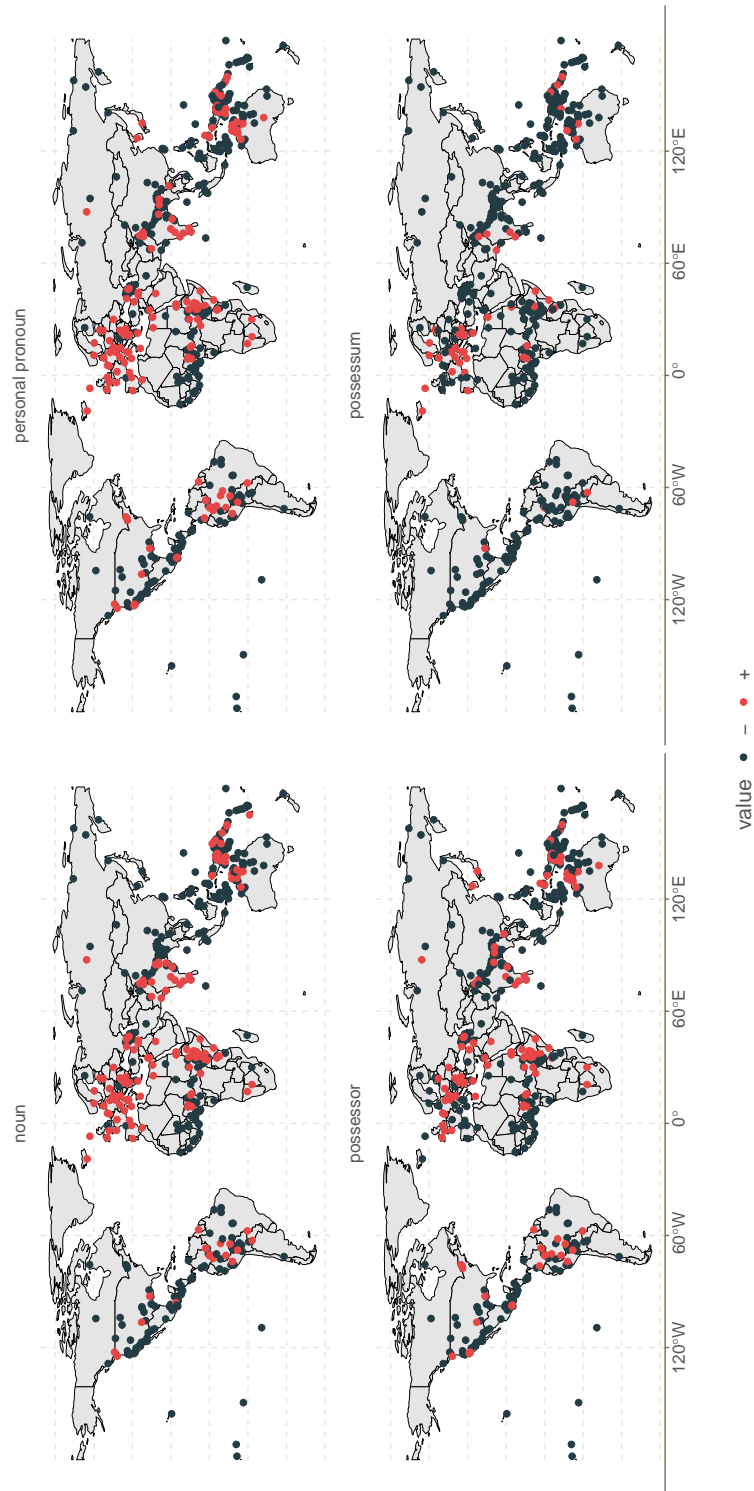 noun
personal pronoun
possessor
possessum
120°W
60°W
0°
60°E
120°E
120°W
60°W
0°
60°E
120°E
value − +